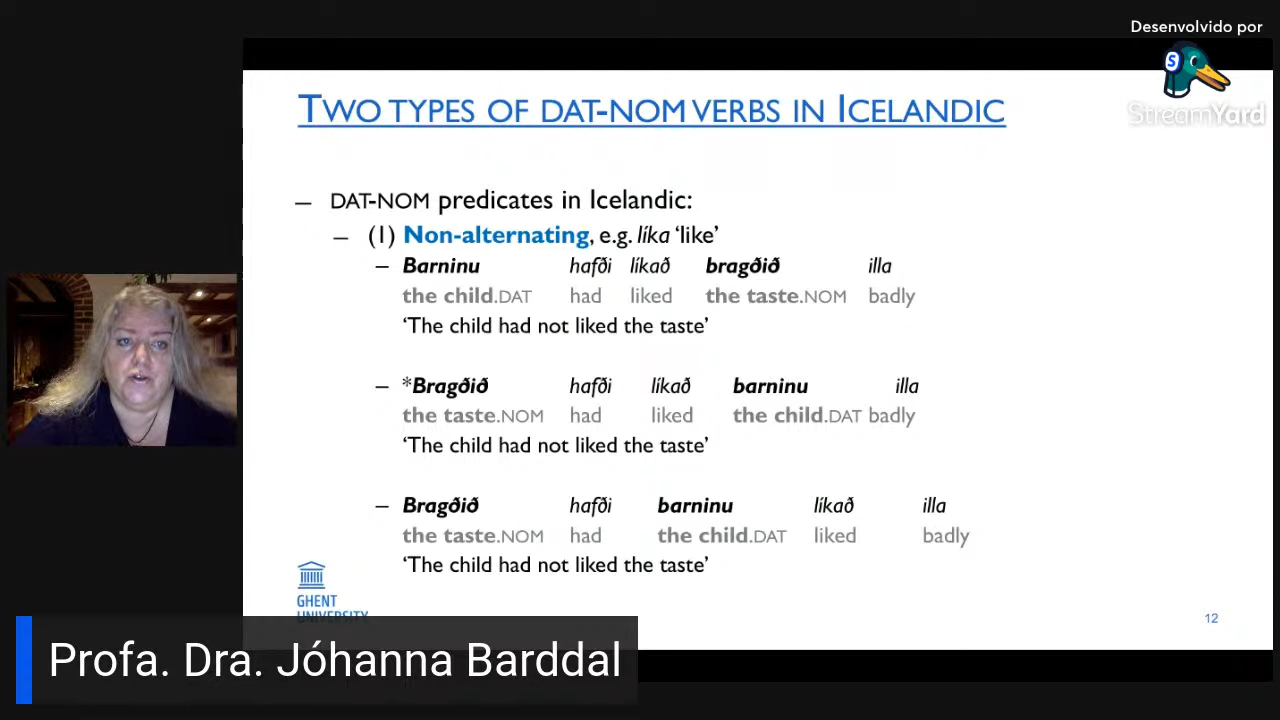 Desenvolvido por
S
StreamYard
TWO TYPES OF DAT-NOM VERBS IN ICELANDIC
– DAT-NOM predicates in Icelandic:
– (1) Non-alternating, e.g. líka ‘like’
– Barninu hafði líkað bragðið illa
the child.DAT had liked the taste.NOM badly
‘The child had not liked the taste’
– *Bragðið hafði líkað barninu illa
the taste.NOM had liked the child.DAT badly
‘The child had not liked the taste’
– Bragðið hafði barninu líkað illa
the taste.NOM had the child.DAT liked badly
‘The child had not liked the taste’
GHENT
UNIVERSITY
12
Profa. Dra. Jóhanna Barddal